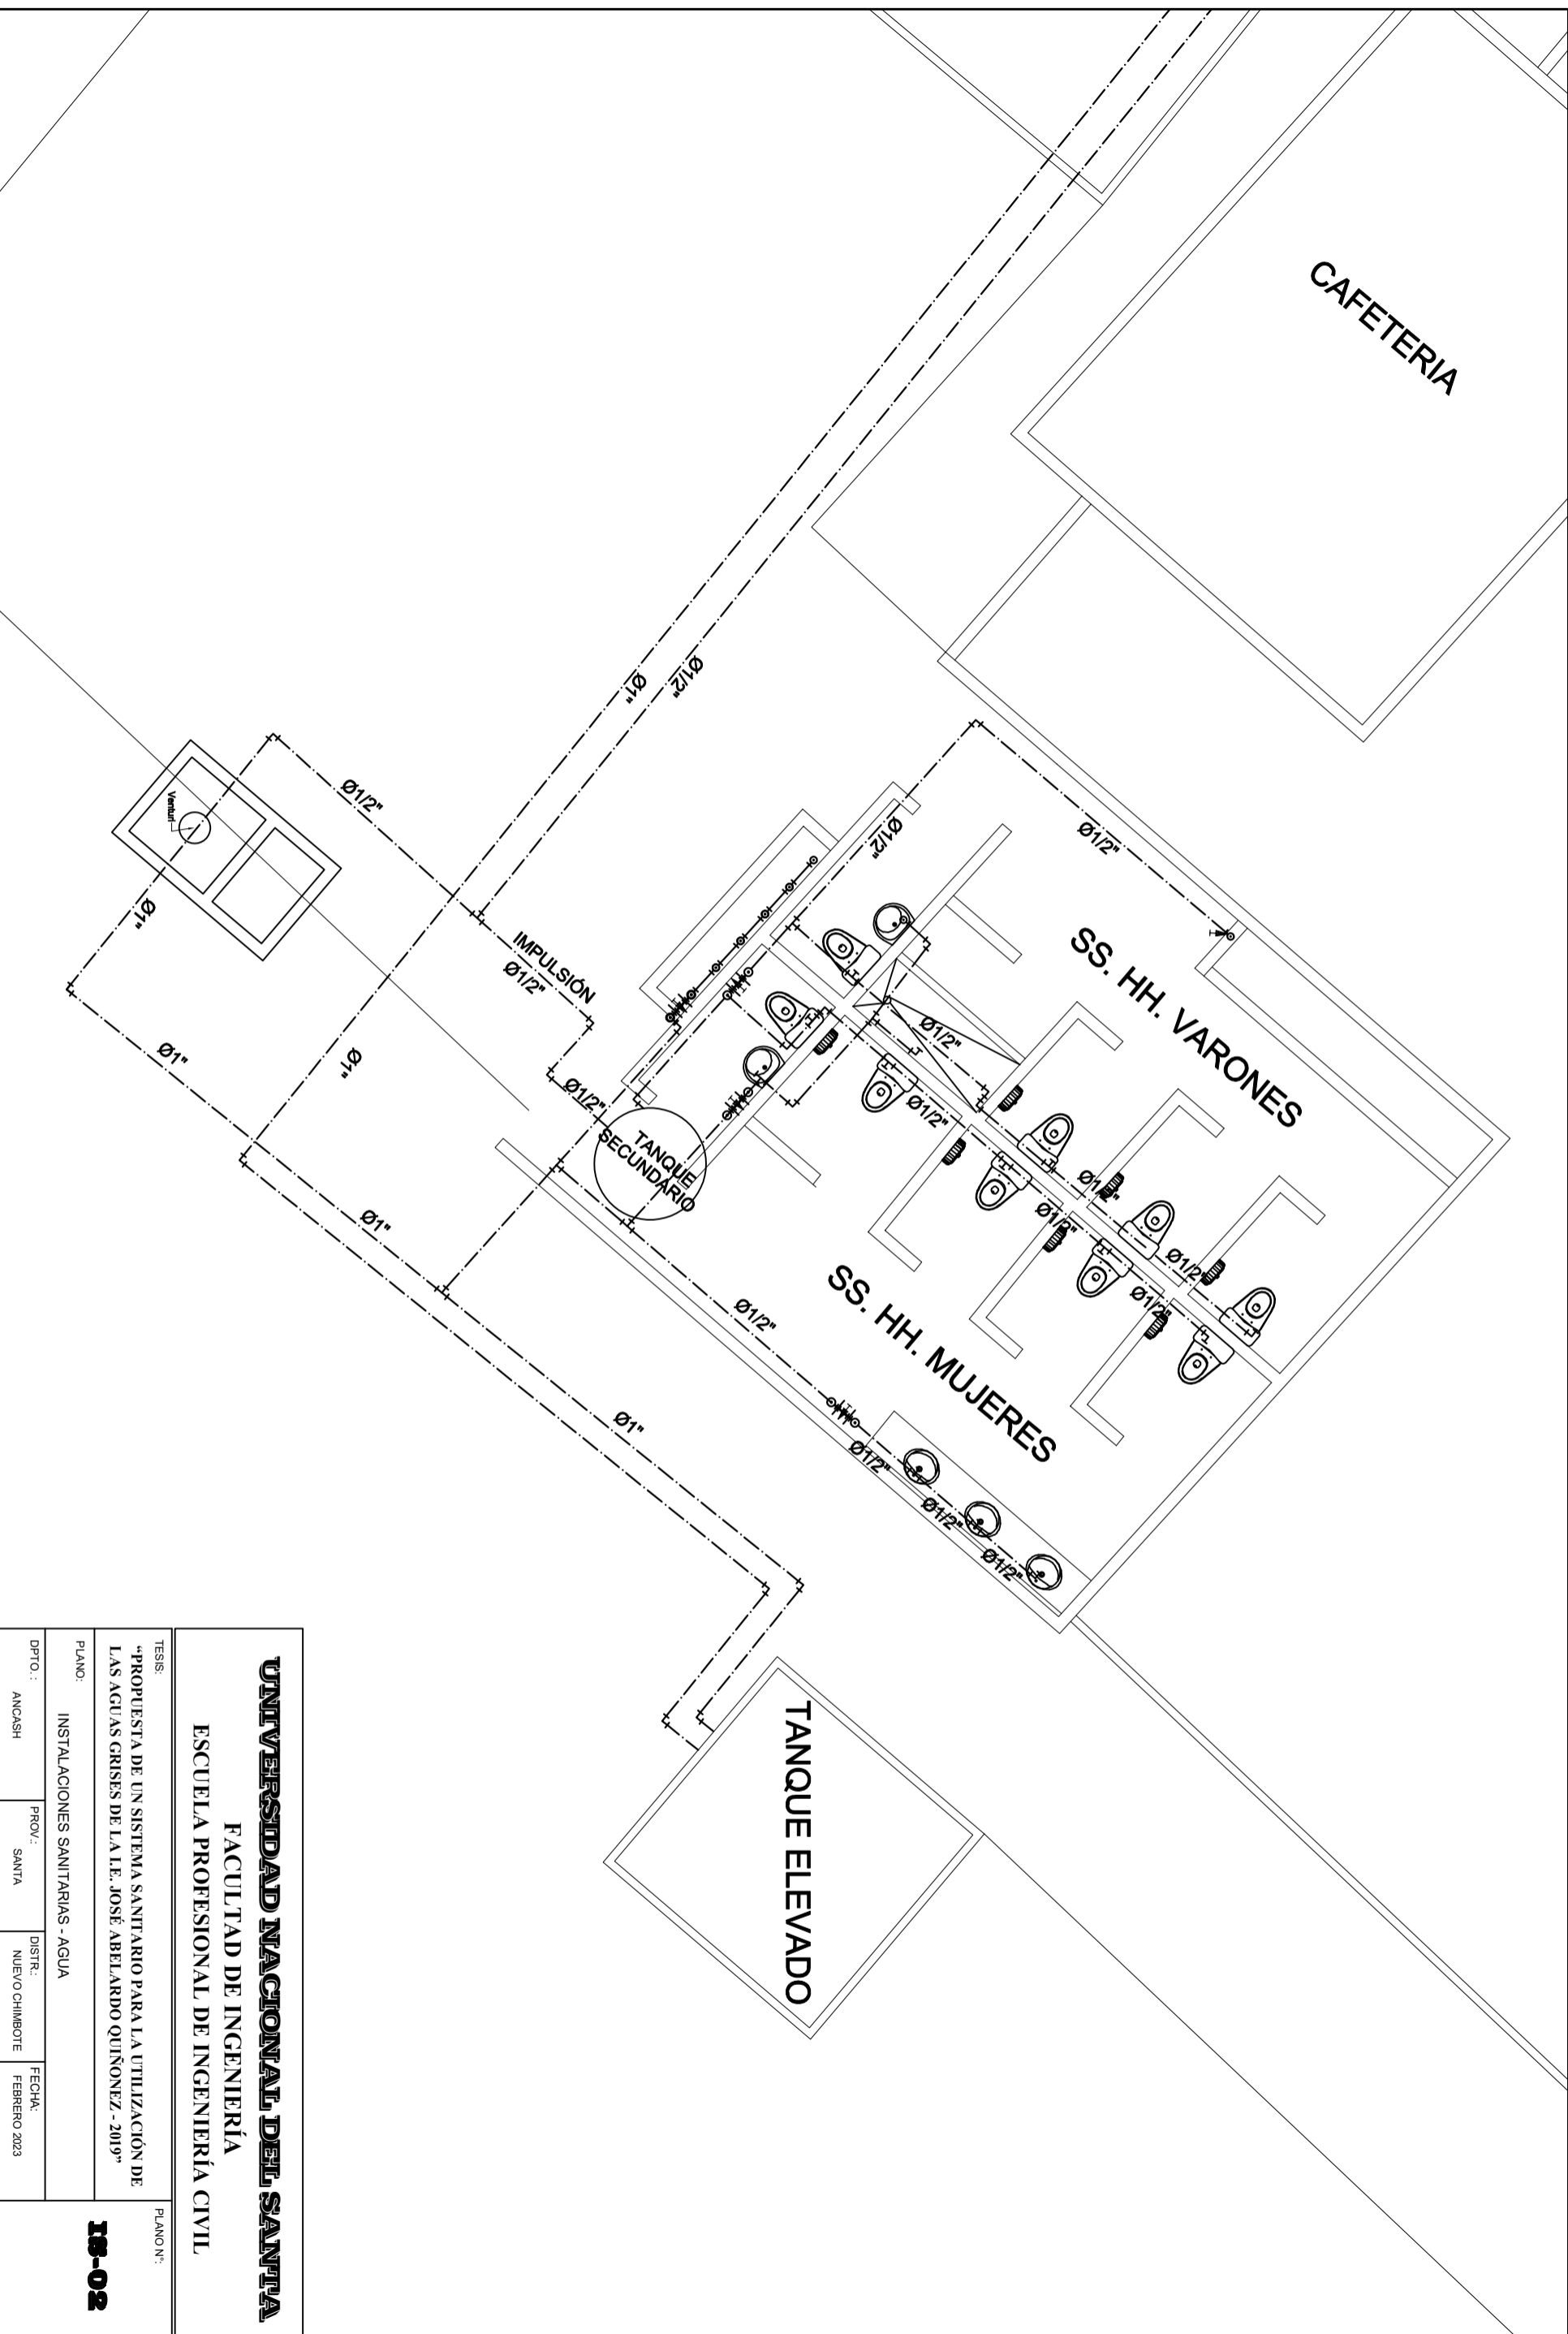 CAFETERIA
Ø1"
Ø1/2"
Ø1/2"
Ø1/2"
Ø1/2"
Venturi
Ø1"
IMPULSIÓN
Ø1/2"
SS. HH. VARONES
Ø1/2"
Ø1/2"
Ø1/2"
Ø1/2"
Ø1/2"
Ø1/2"
Ø1/2"
Ø1"
Ø1"
Ø1/2"
TANQUE
SECUNDARIO
Ø1"
Ø1/2"
SS. HH. MUJERES
Ø1"
Ø1/2"
Ø1/2"
Ø1/2"
TANQUE ELEVADO
UNIVERSIDAD NACIONAL DEL SANTA
FACULTAD DE INGENIERÍA
ESCUELA PROFESIONAL DE INGENIERÍA CIVIL
TESIS:
“PROPUESTA DE UN SISTEMA SANITARIO PARA LA UTILIZACIÓN DE
LAS AGUAS GRISES DE LA I.E. JOSÉ ABELARDO QUIÑONEZ - 2019”
PLANO:
INSTALACIONES SANITARIAS - AGUA
DPTO. :
ANCASH
PROV.:
SANTA
DISTR.:
NUEVO CHIMBOTE
FECHA:
FEBRERO 2023
PLANO N°:
IS-02